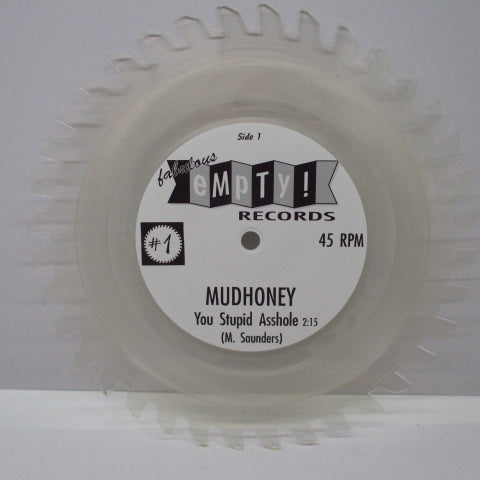 Side 1
fabulous
eMpTy!
RECORDS
#1
45 RPM
MUDHONEY
You Stupid Asshole 2:15
(M. Saunders)